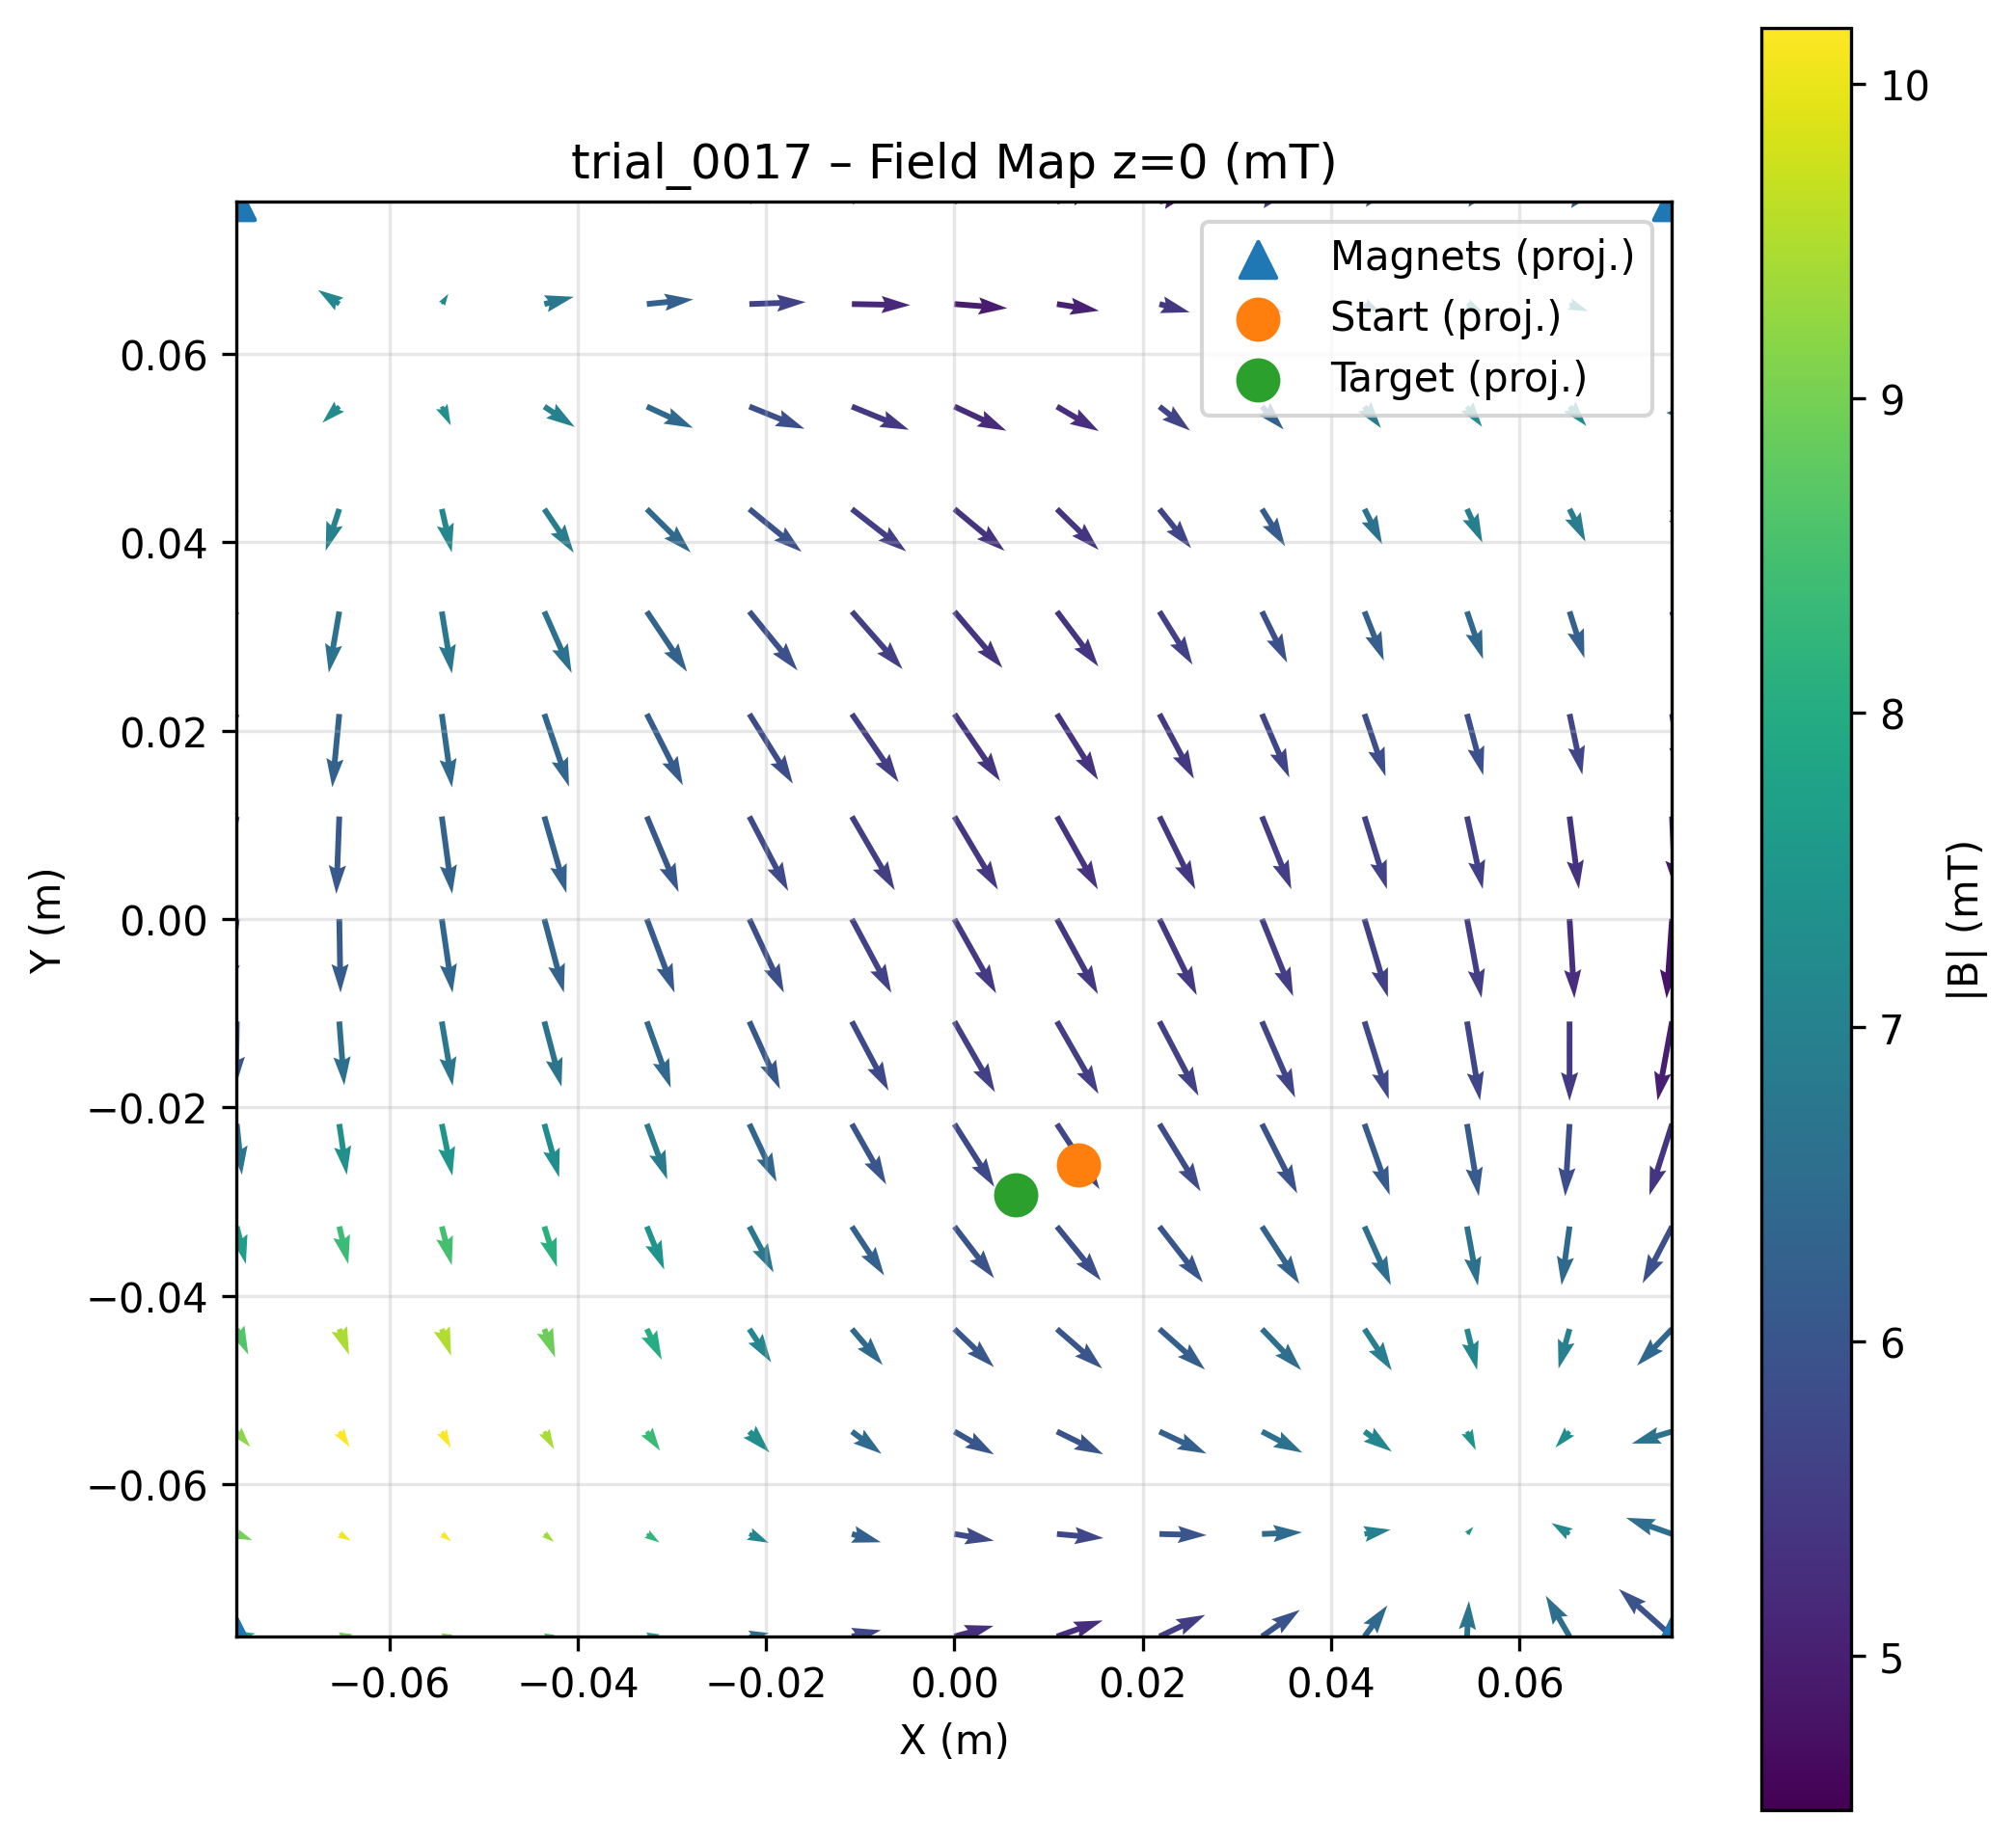 trial_0017 – Field Map z=0 (mT)
Magnets (proj.)
Start (proj.)
Target (proj.)
0.06
0.04
0.02
0.00
−0.02
−0.04
−0.06
Y (m)
−0.06
−0.04
−0.02
0.00
0.02
0.04
0.06
X (m)
10
9
8
7
6
5
|B| (mT)